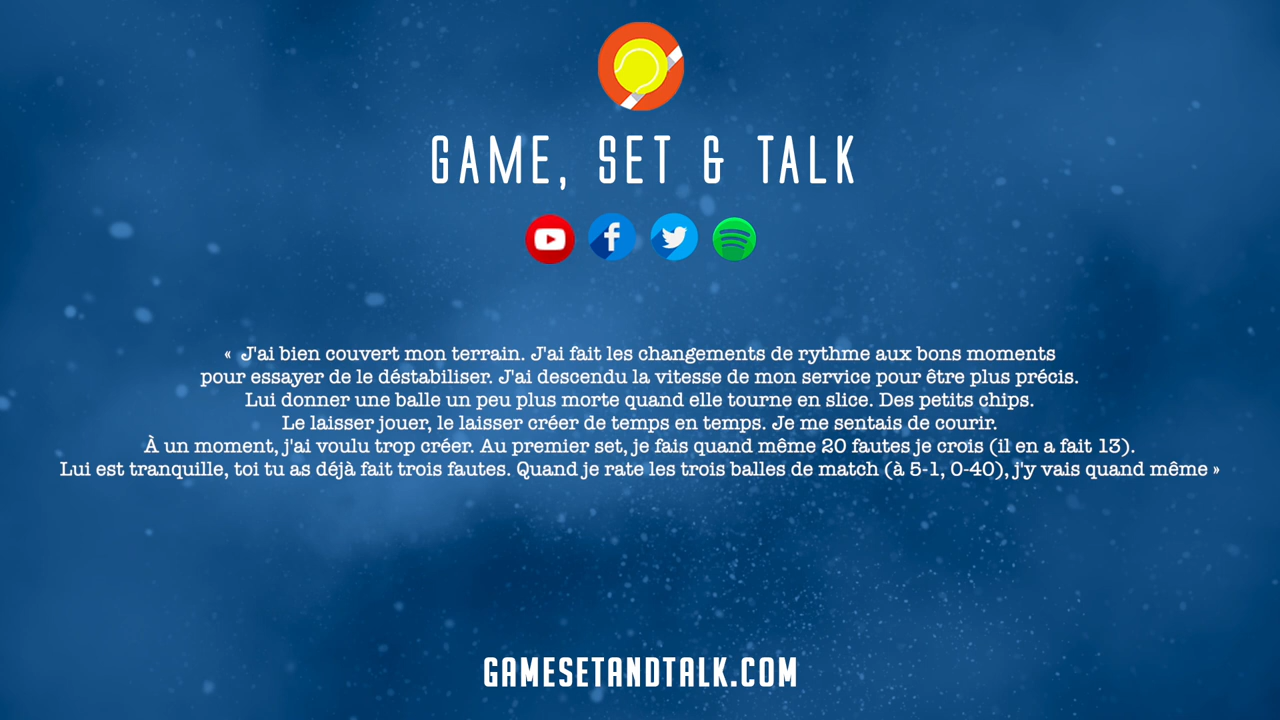 GAME, SET & TALK
«  J'ai bien couvert mon terrain. J'ai fait les changements de rythme aux bons moments
pour essayer de le déstabiliser. J'ai descendu la vitesse de mon service pour être plus précis.
Lui donner une balle un peu plus morte quand elle tourne en slice. Des petits chips.
Le laisser jouer, le laisser créer de temps en temps. Je me sentais de courir.
À un moment, j'ai voulu trop créer. Au premier set, je fais quand même 20 fautes je crois (il en a fait 13).
Lui est tranquille, toi tu as déjà fait trois fautes. Quand je rate les trois balles de match (à 5-1, 0-40), j'y vais quand même »
GAMESETANDTALK.COM